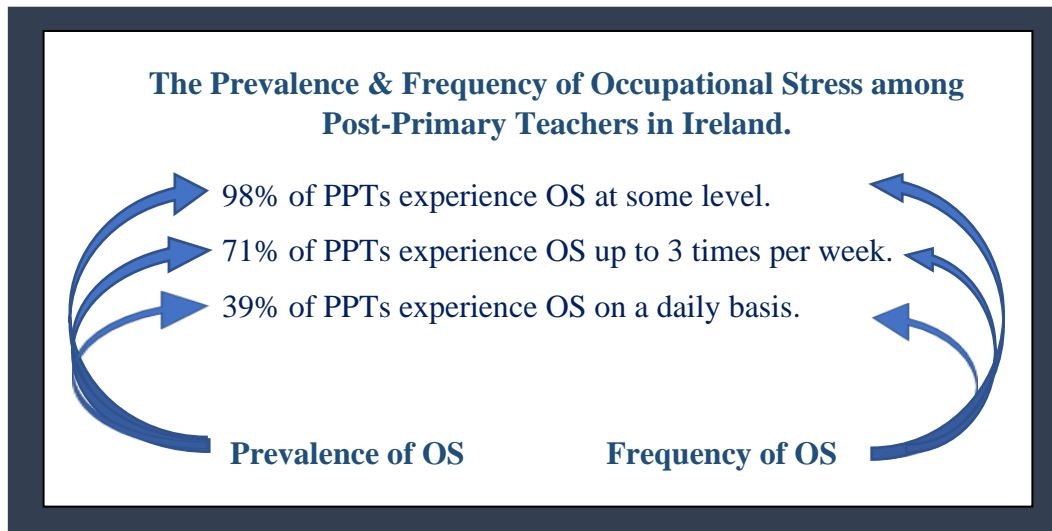 The Prevalence & Frequency of Occupational Stress among
Post-Primary Teachers in Ireland.
98% of PPTs experience OS at some level.
71% of PPTs experience OS up to 3 times per week.
39% of PPTs experience OS on a daily basis.
Prevalence of OS
Frequency of OS